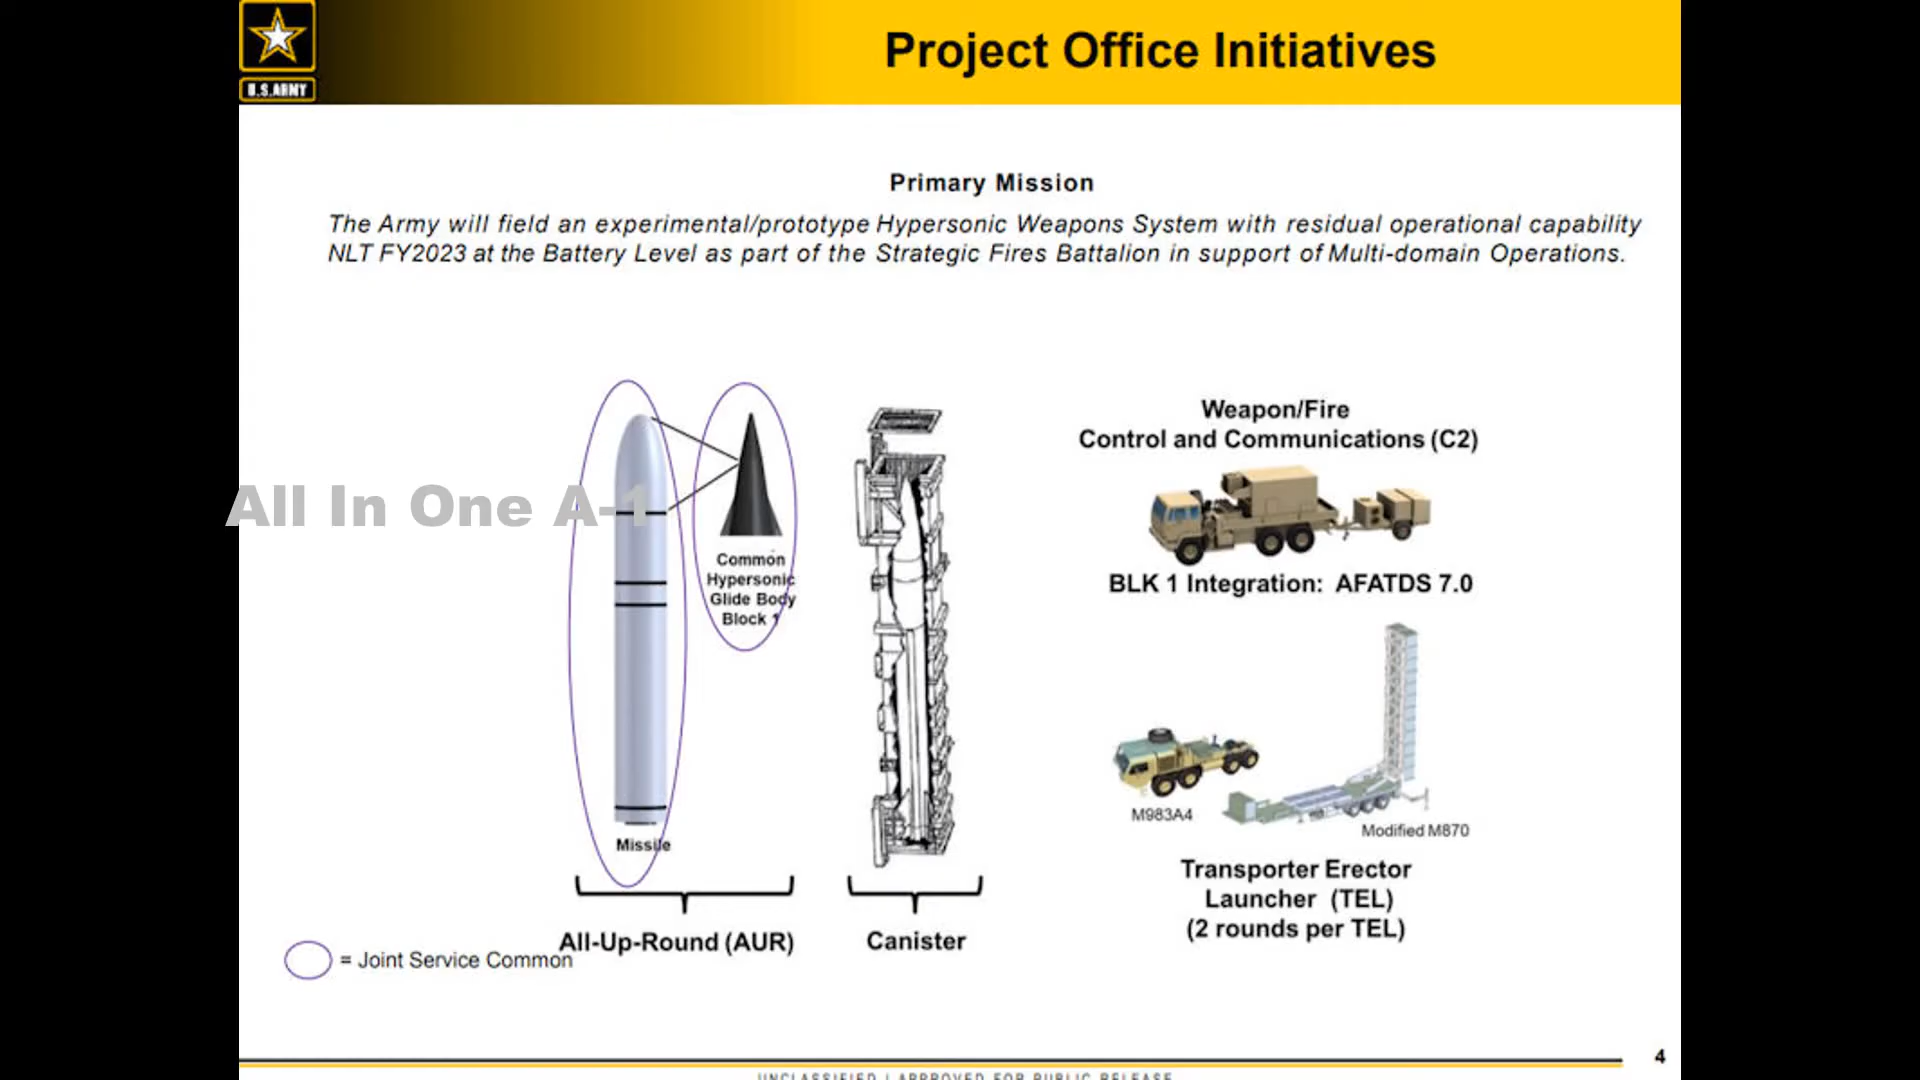 U.S.ARMY
Project Office Initiatives
Primary Mission
The Army will field an experimental/prototype Hypersonic Weapons System with residual operational capability
NLT FY2023 at the Battery Level as part of the Strategic Fires Battalion in support of Multi-domain Operations.
All In One A-1
Common
Hypersonic
Glide Body
Block 1
Missile
All-Up-Round (AUR)
= Joint Service Common
Canister
Weapon/Fire
Control and Communications (C2)
BLK 1 Integration: AFATDS 7.0
M983A4
Modified M870
Transporter Erector
Launcher (TEL)
(2 rounds per TEL)
4
UNCLASSIFIED | APPROVED FOR PUBLIC RELEASE